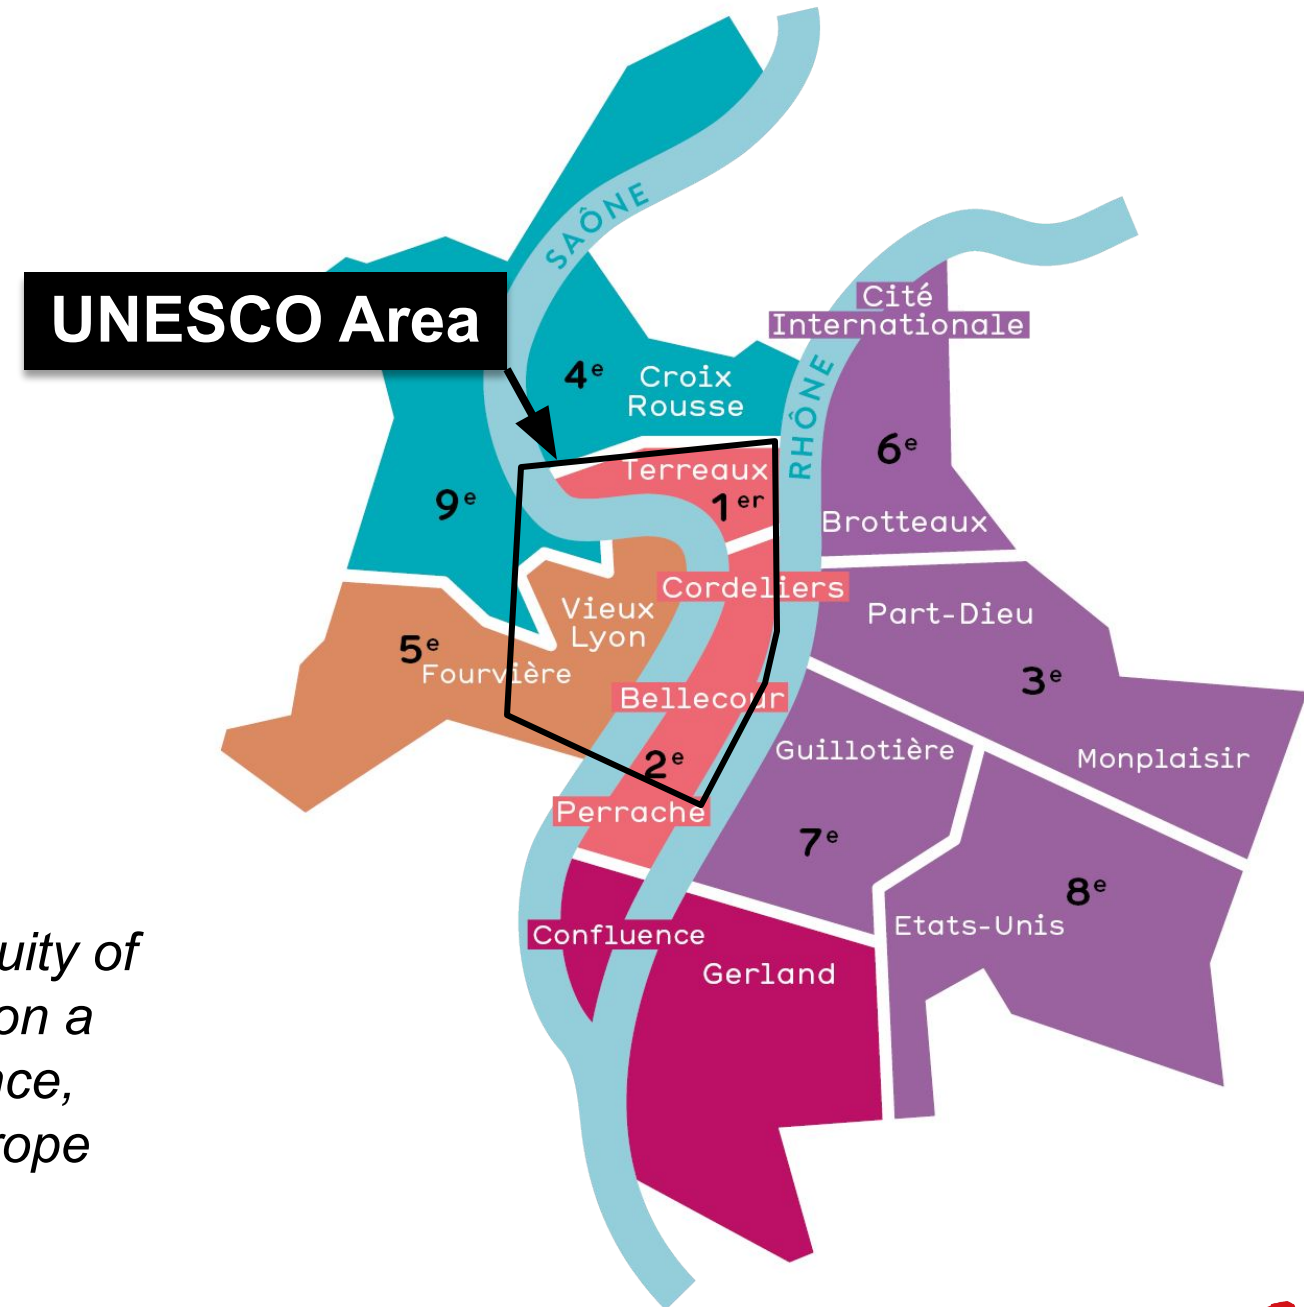 SAÔNE
UNESCO Area
Cité
Internationale
4e
Croix
Rousse
RHÔNE
6e
Terreaux
9e
1er
Brotteaux
Cordeliers
Vieux
Lyon
Part-Dieu
5e
Fourvière
3e
Bellecour
Guillotière
2e
Monplaisir
Perrache
7e
8e
Etats-Unis
Confluence
Gerland
uity of
on a
nce,
rope